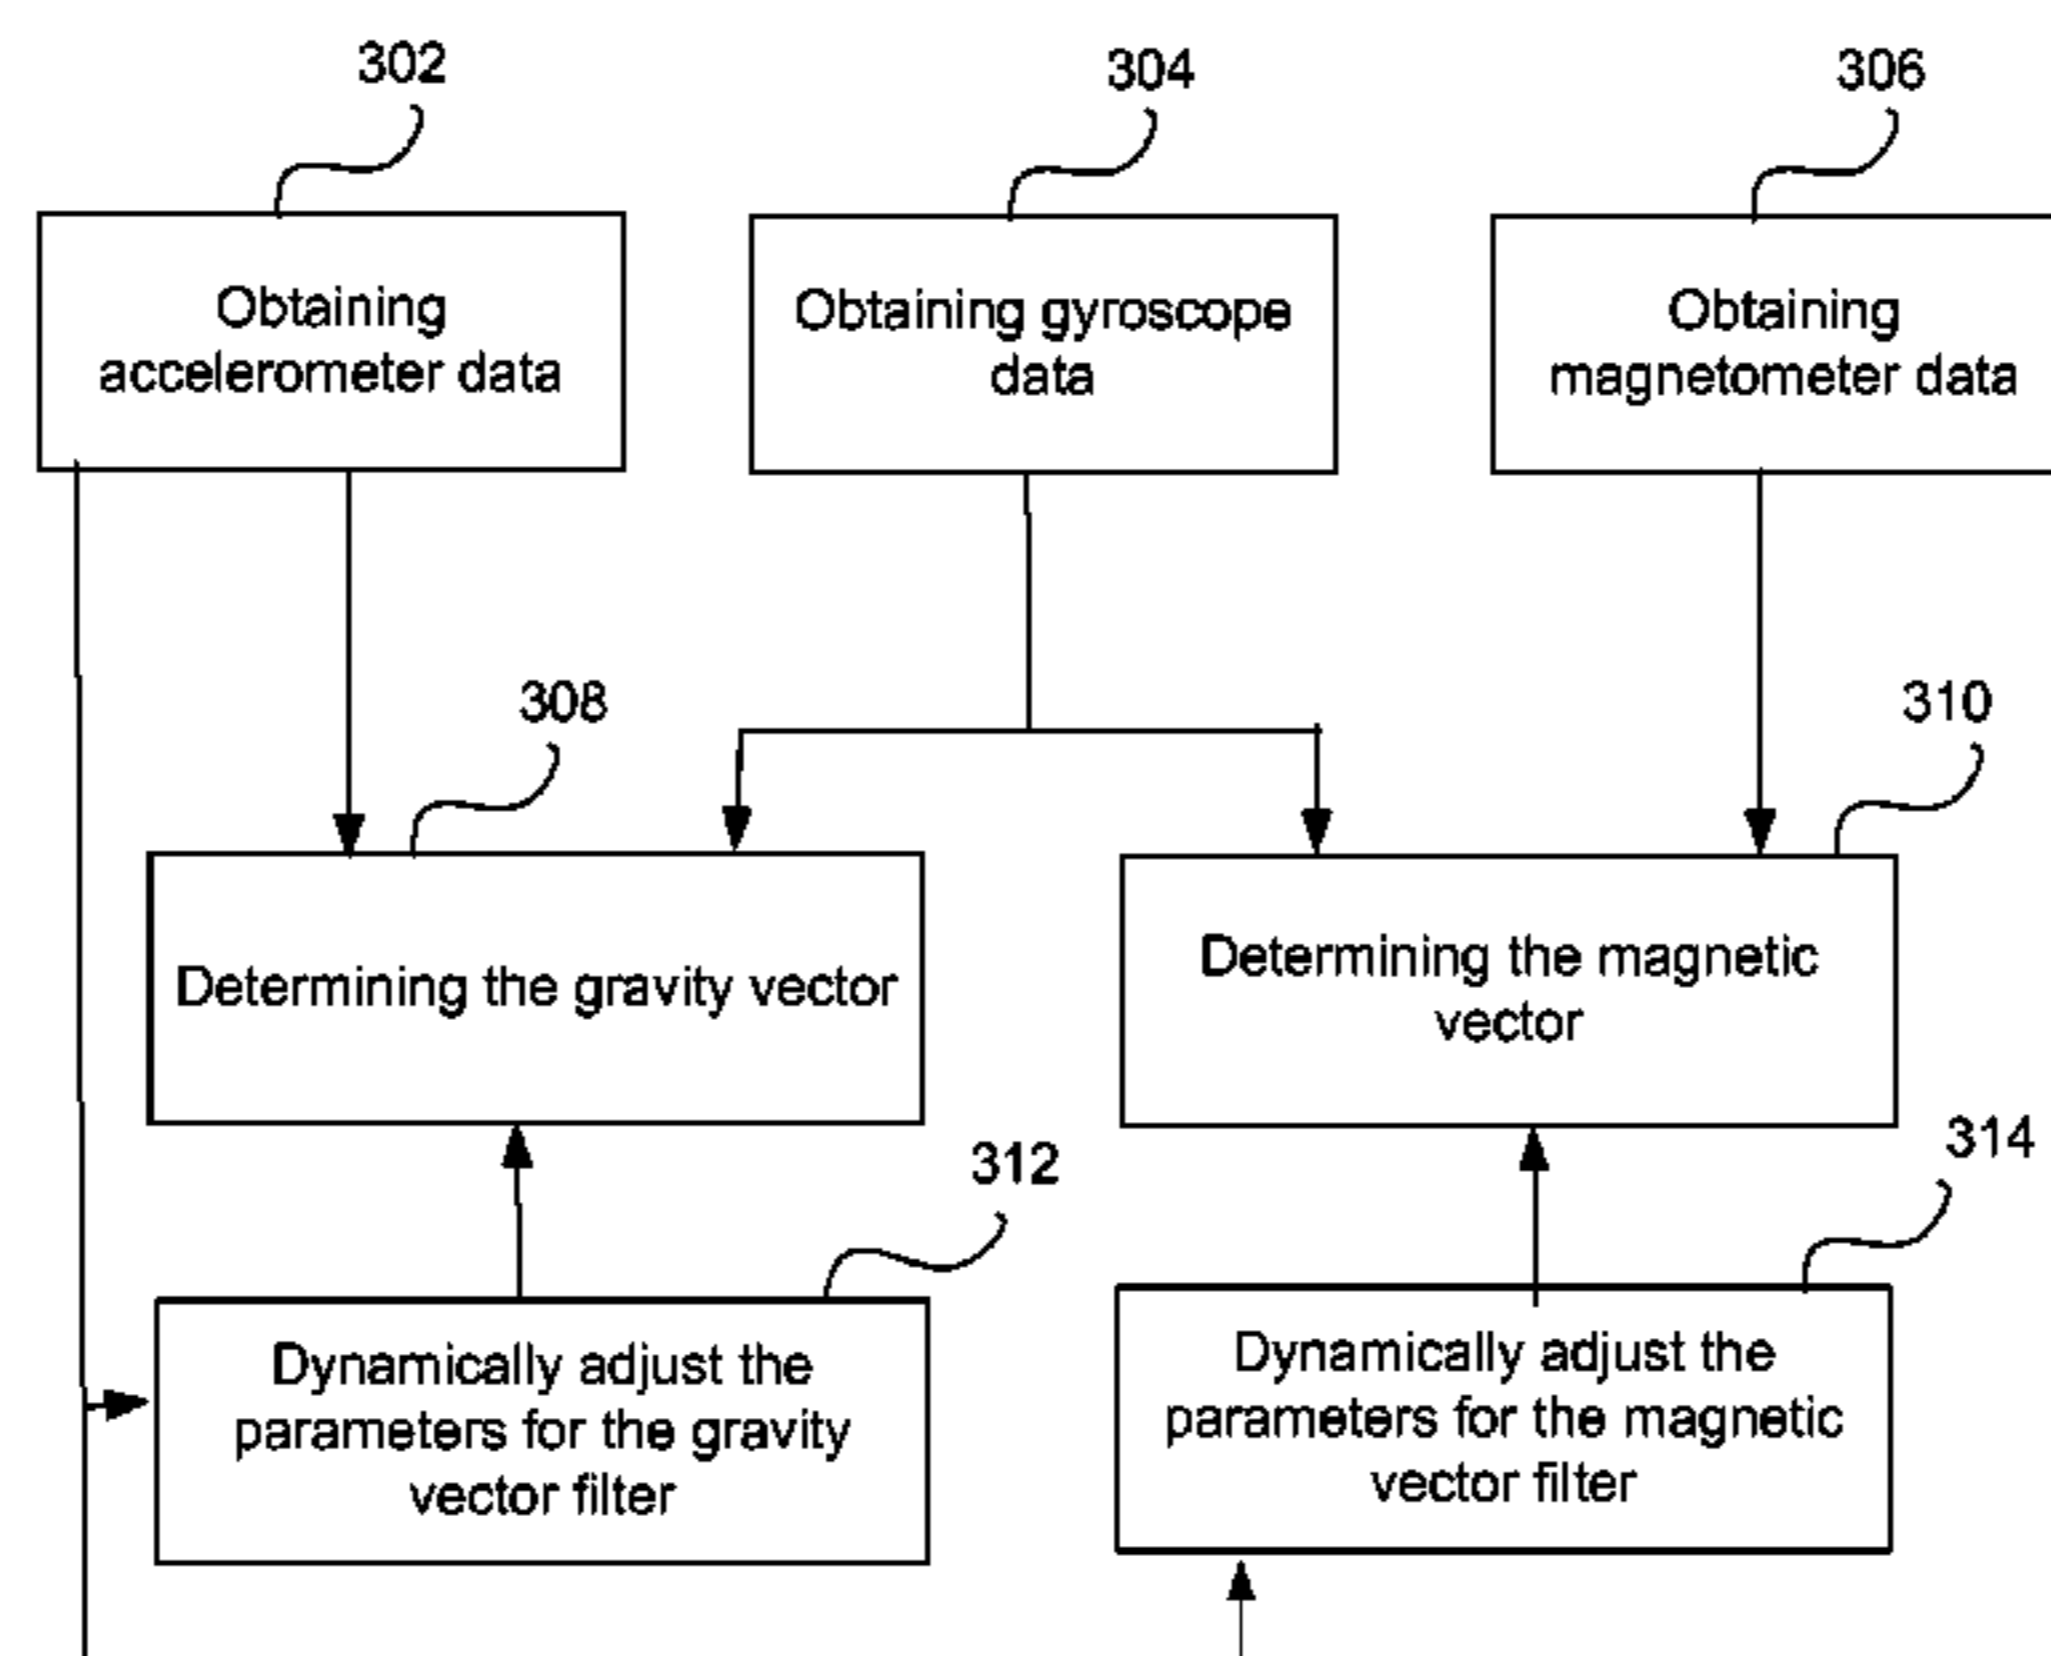 302
304
306
Obtaining
accelerometer data
Obtaining gyroscope
data
Obtaining
magnetometer data
308
310
Determining the gravity vector
Determining the magnetic
vector
312
314
Dynamically adjust the
parameters for the gravity
vector filter
Dynamically adjust the
parameters for the magnetic
vector filter